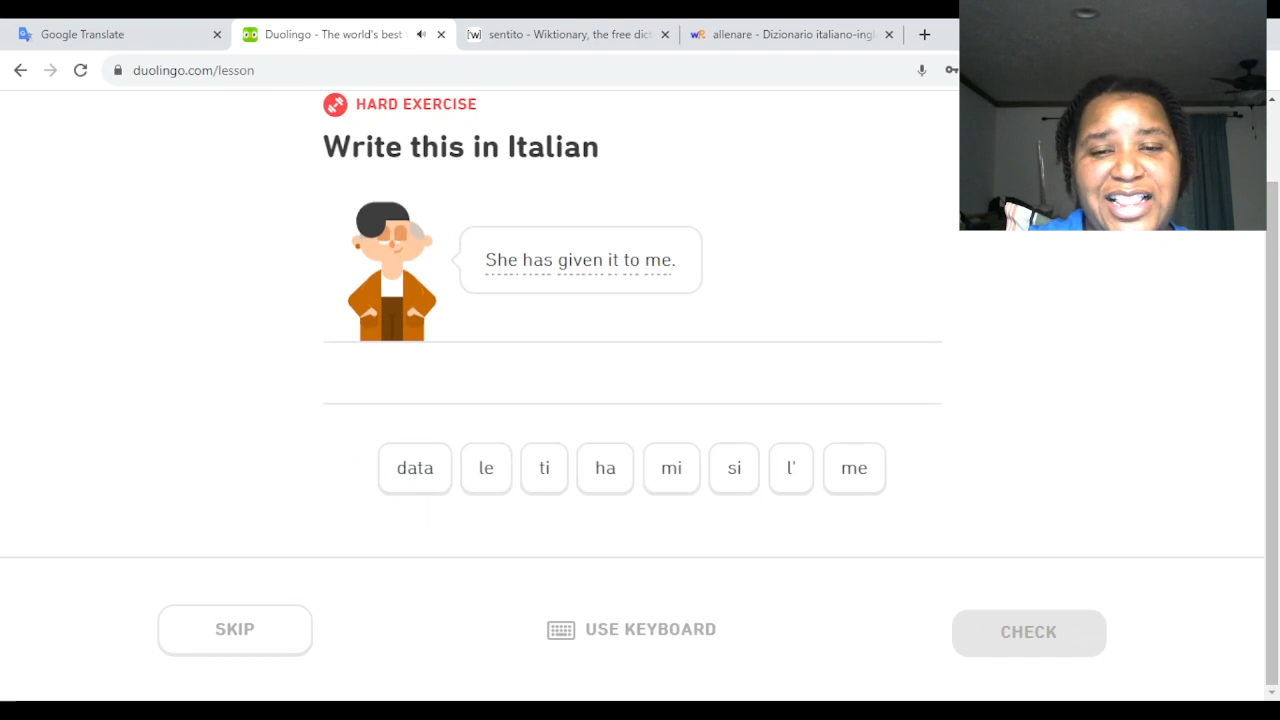 Google Translate
Duolingo - The world's best
sentito - Wiktionary, the free dict
allenare - Dizionario italiano-ingl
duolingo.com/lesson
HARD EXERCISE
Write this in Italian
She has given it to me.
data le ti ha mi si l' me
SKIP
USE KEYBOARD
CHECK